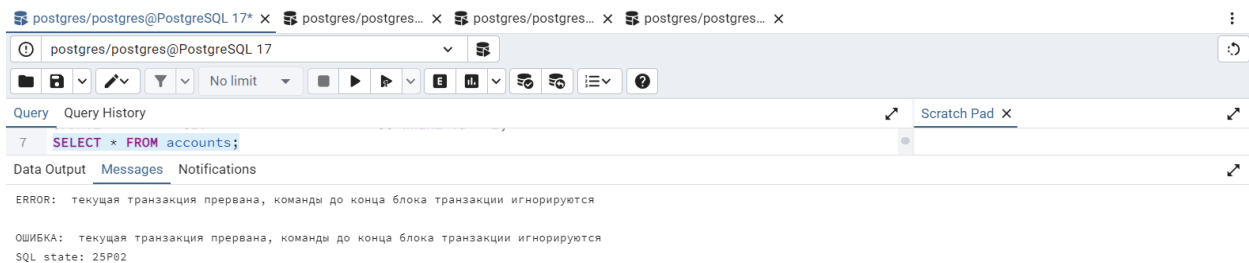 postgres/postgres@PostgreSQL 17* postgres/postgres... postgres/postgres... postgres/postgres...
postgres/postgres@PostgreSQL 17
No limit E
Query Query History Scratch Pad
7 SELECT * FROM accounts;
Data Output Messages Notifications
ERROR: текущая транзакция прервана, команды до конца блока транзакции игнорируются
ОШИБКА: текущая транзакция прервана, команды до конца блока транзакции игнорируются
SQL state: 25P02